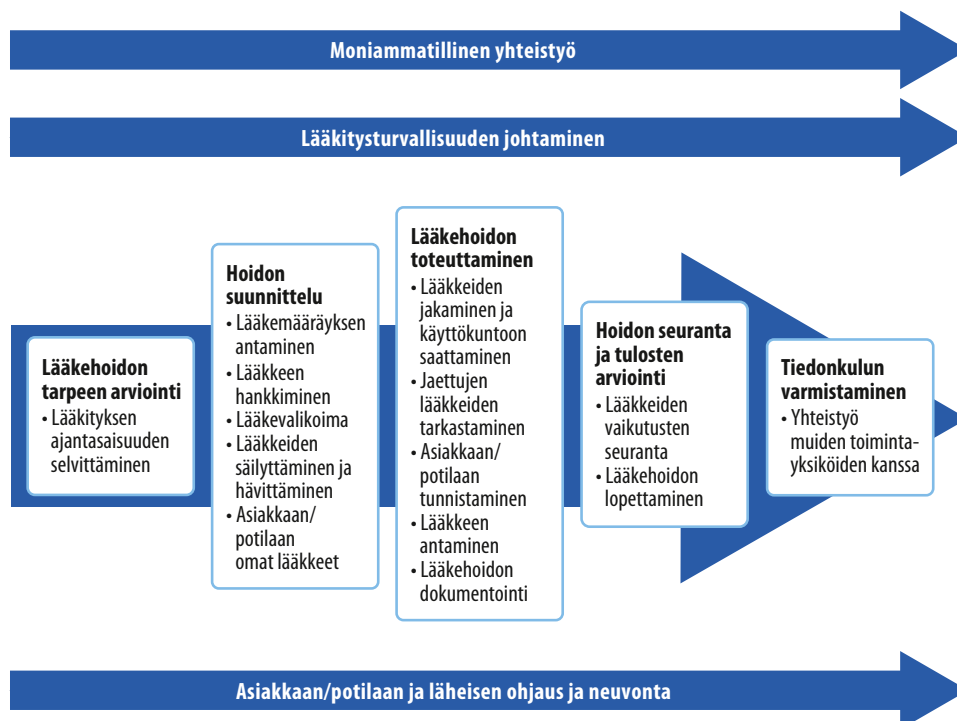 Moniammatillinen yhteistyö
Lääkitysturvallisuuden johtaminen
Lääkehoidon
tarpeen arviointi
• Lääkityksen
ajantasaisuuden
selvittäminen
Hoidon
suunnittelu
• Lääkemääräyksen
antaminen
• Lääkkeen
hankkiminen
• Lääkevalikoima
• Lääkkeiden
säilyttäminen ja
hävittäminen
• Asiakkaan/
potilaan
omat lääkkeet
Lääkehoidon
toteuttaminen
• Lääkkeiden
jakaminen ja
käyttökuntoon
saattaminen
• Jaettujen
lääkkeiden
tarkastaminen
• Asiakkaan/
potilaan
tunnistaminen
• Lääkkeen
antaminen
• Lääkehoidon
dokumentointi
Hoidon seuranta
ja tulosten
arviointi
• Lääkkeiden
vaikutusten
seuranta
• Lääkehoidon
lopettaminen
Tiedonkulun
varmistaminen
• Yhteistyö
muiden toiminta-
yksiköiden kanssa
Asiakkaan/potilaan ja läheisen ohjaus ja neuvonta